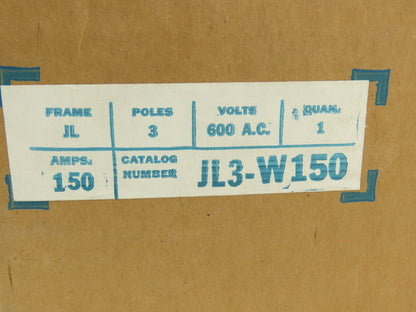 FRAME POLES VOLTS QUAN.
JL 3 600 A.C. 1
AMPS. CATALOG NUMBER
150 JL3-W150